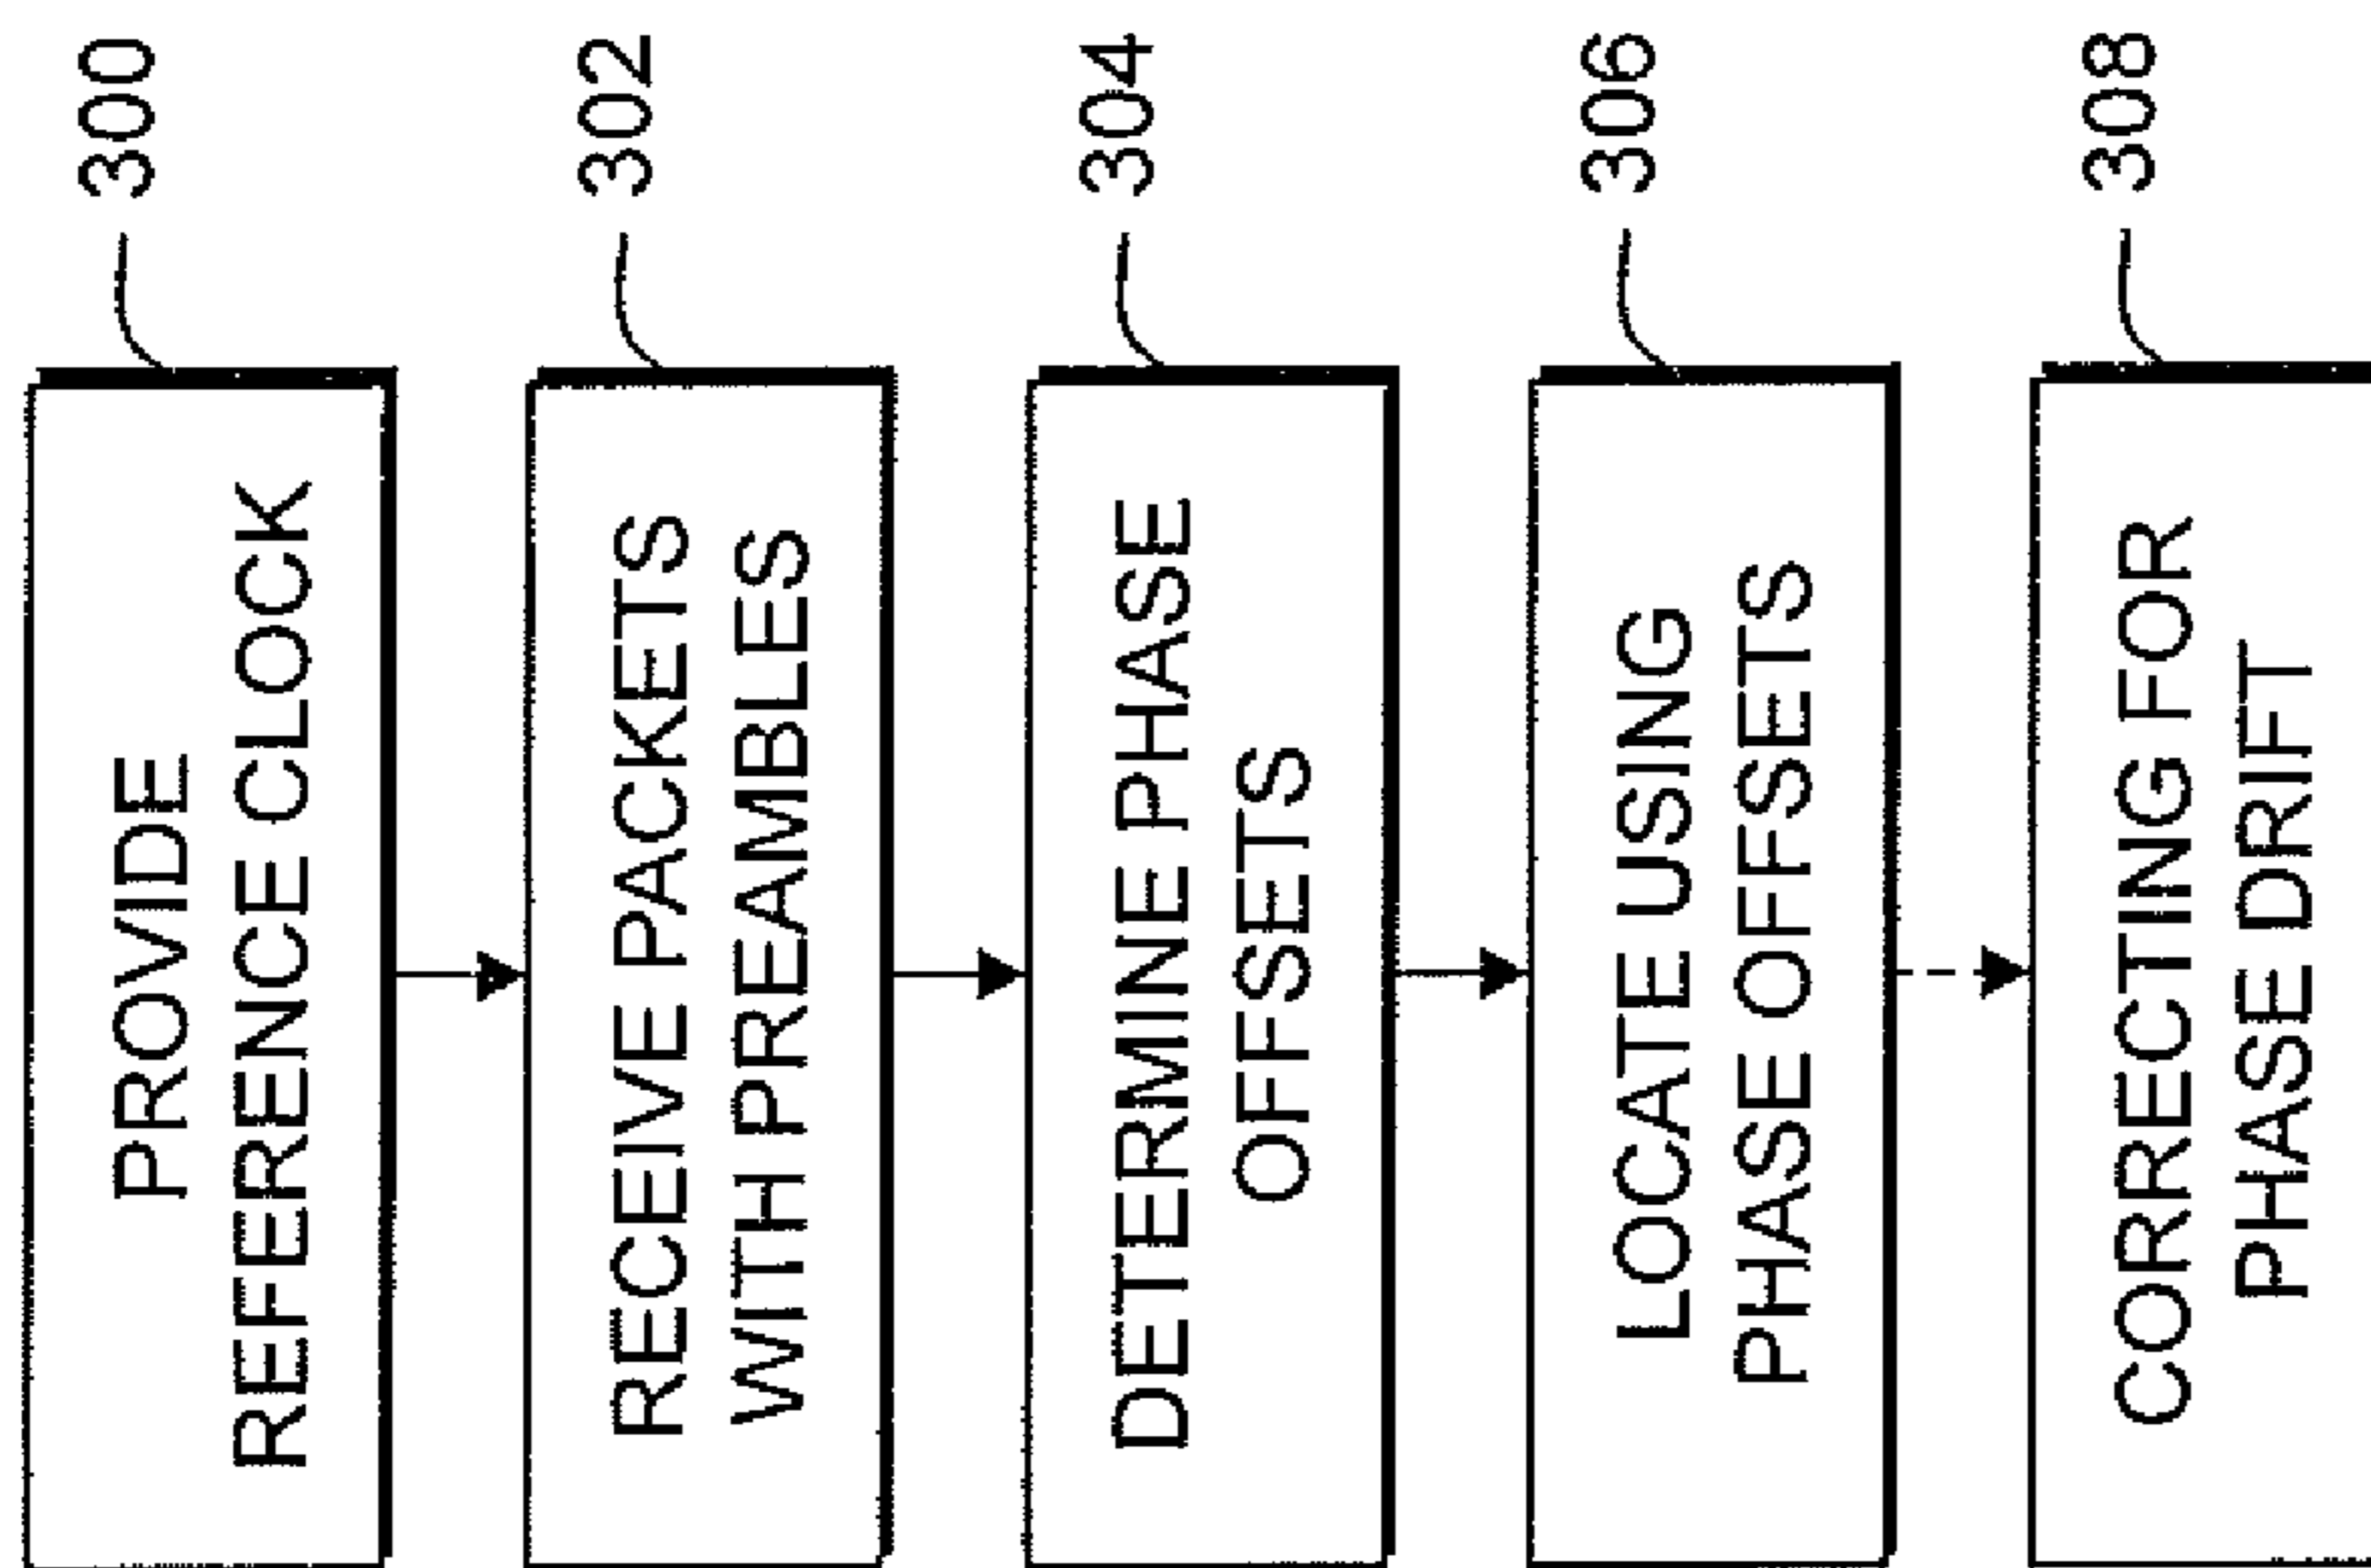 PROVIDE
REFERENCE CLOCK
300
RECEIVE PACKETS
WITH PREAMBLES
302
DETERMINE PHASE
OFFSETS
304
LOCATE USING
PHASE OFFSETS
306
CORRECTING FOR
PHASE DRIFT
308